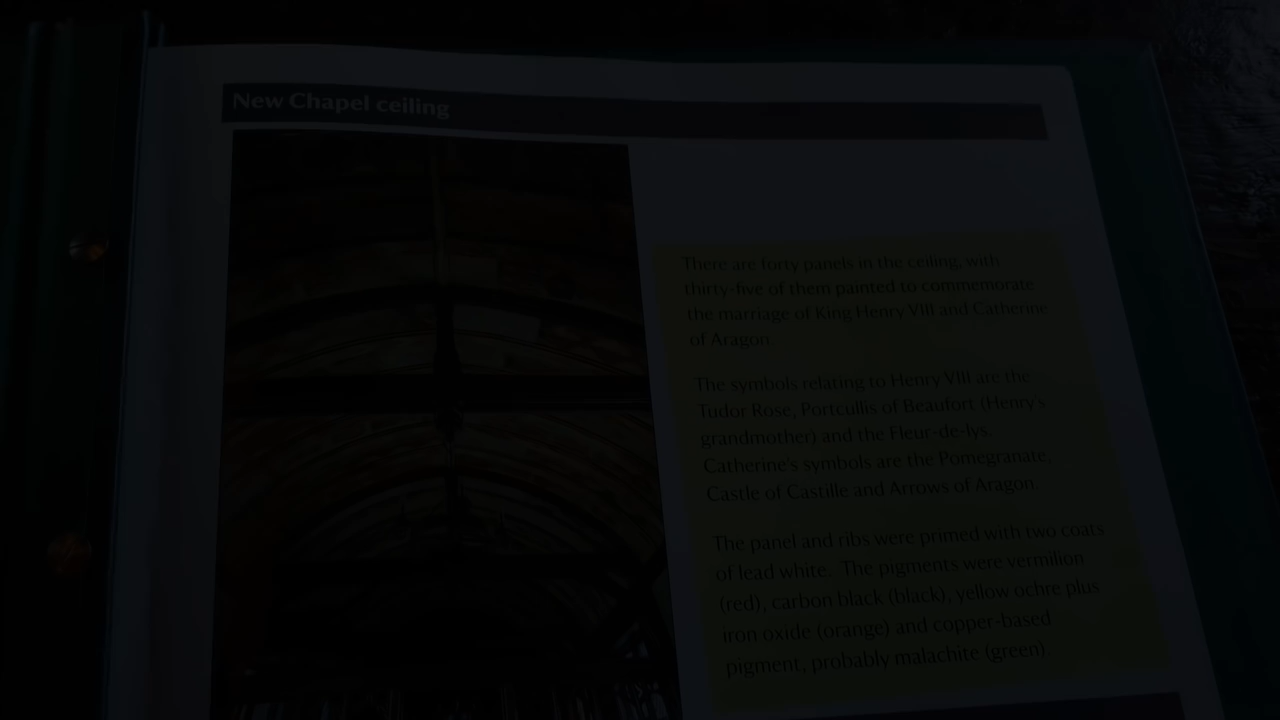 New Chapel ceiling
There are forty panels in the ceiling, with
thirty-five of them painted to commemorate
the marriage of King Henry VIII and Catherine
of Aragon.
The symbols relating to Henry VIII are the
Tudor Rose, Portcullis of Beaufort (Henry's
grandmother) and the Fleur-de-lys.
Catherine's symbols are the Pomegranate,
Castle of Castille and Arrows of Aragon.
The panel and ribs were primed with two coats
of lead white. The pigments were vermilion
(red), carbon black (black), yellow ochre plus
iron oxide (orange) and copper-based
pigment, probably malachite (green).